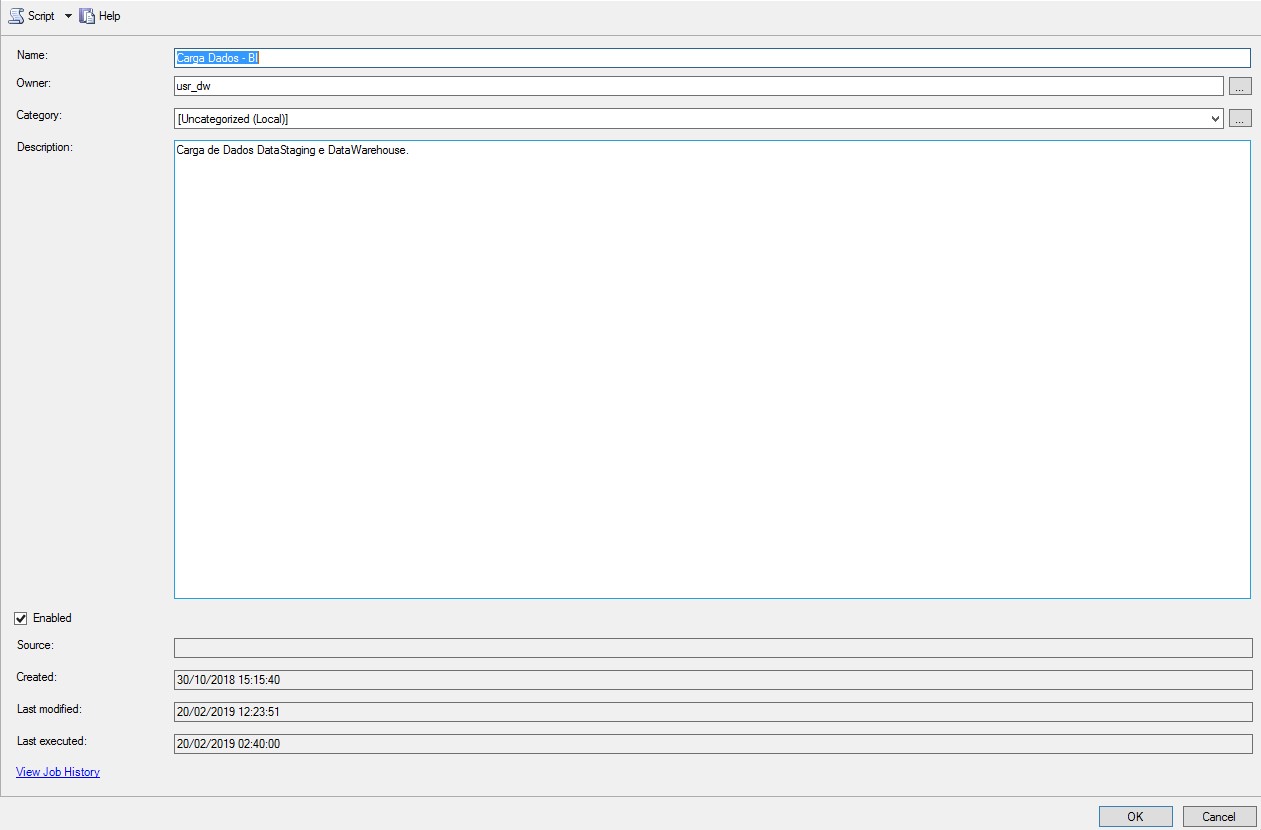 Script Help
Name: Carga Dados - BI
Owner: usr_dw ...
Category: [Uncategorized (Local)] ...
Description: Carga de Dados DataStaging e DataWarehouse.
Enabled
Source:
Created: 30/10/2018 15:15:40
Last modified: 20/02/2019 12:23:51
Last executed: 20/02/2019 02:40:00
View Job History
OK Cancel